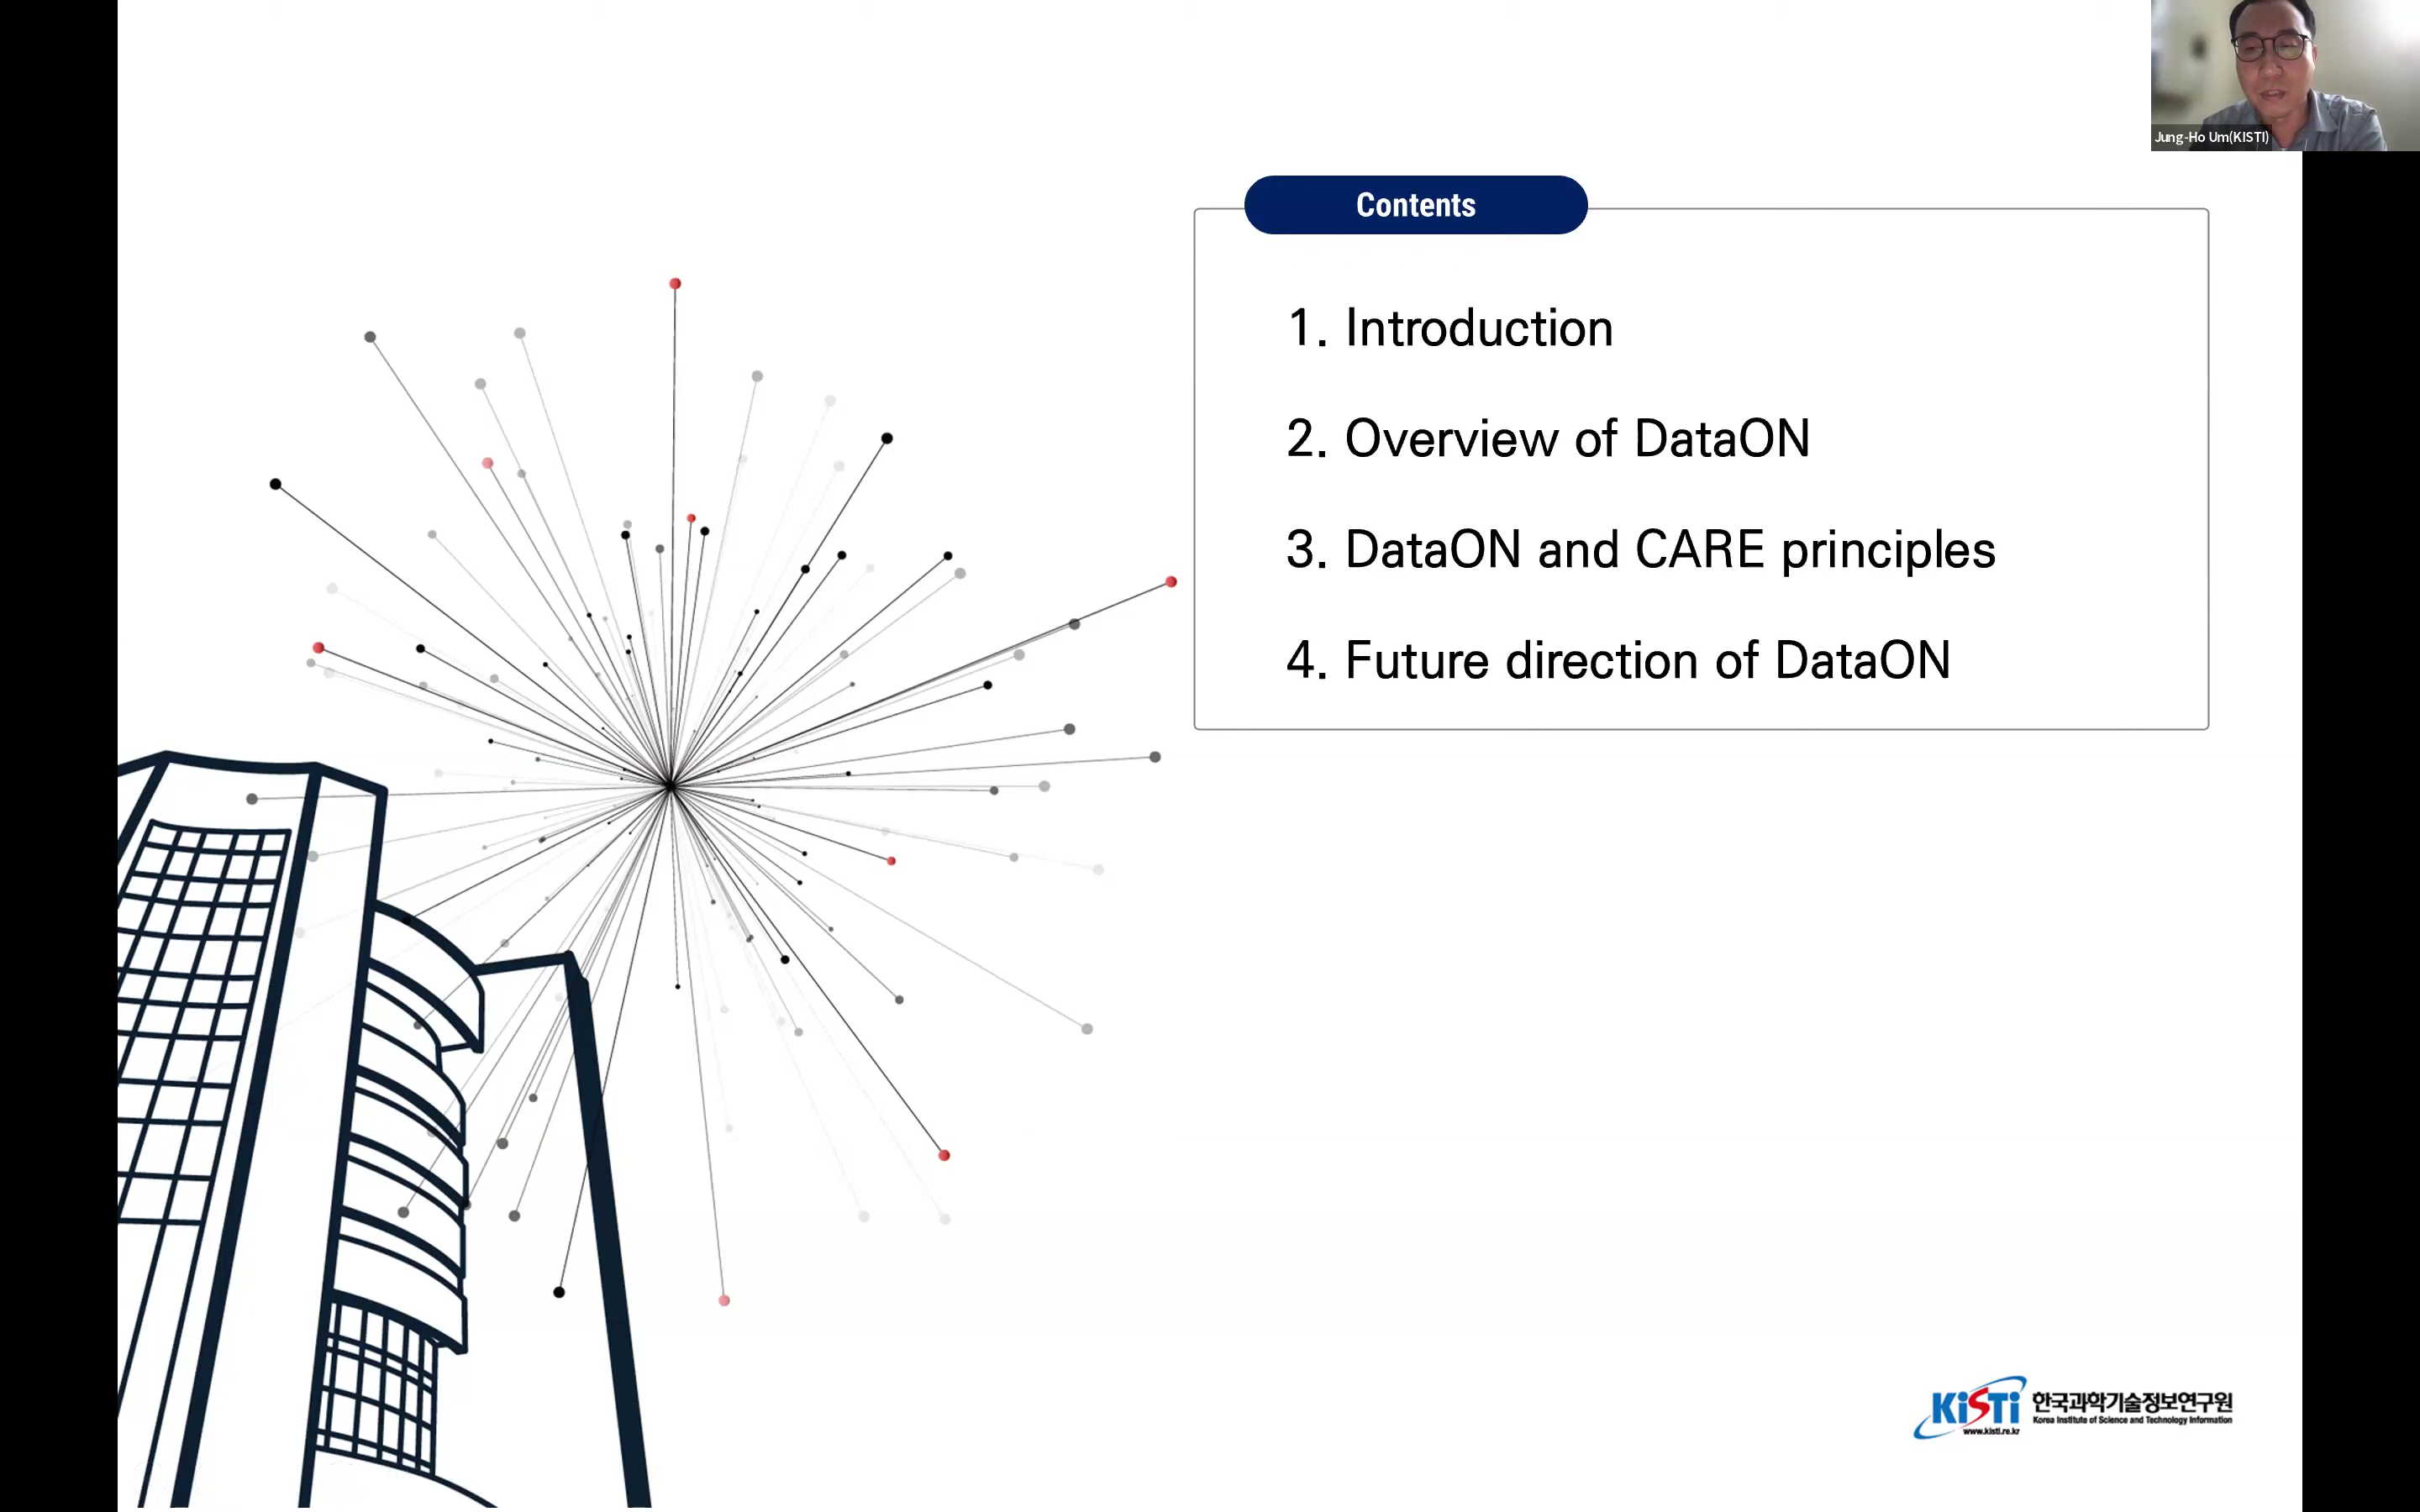 Jung-Ho Um(KISTI)
Contents
1. Introduction
2. Overview of DataON
3. DataON and CARE principles
4. Future direction of DataON
KiSTi 한국과학기술정보연구원
Korea Institute of Science and Technology Information
www.kisti.re.kr